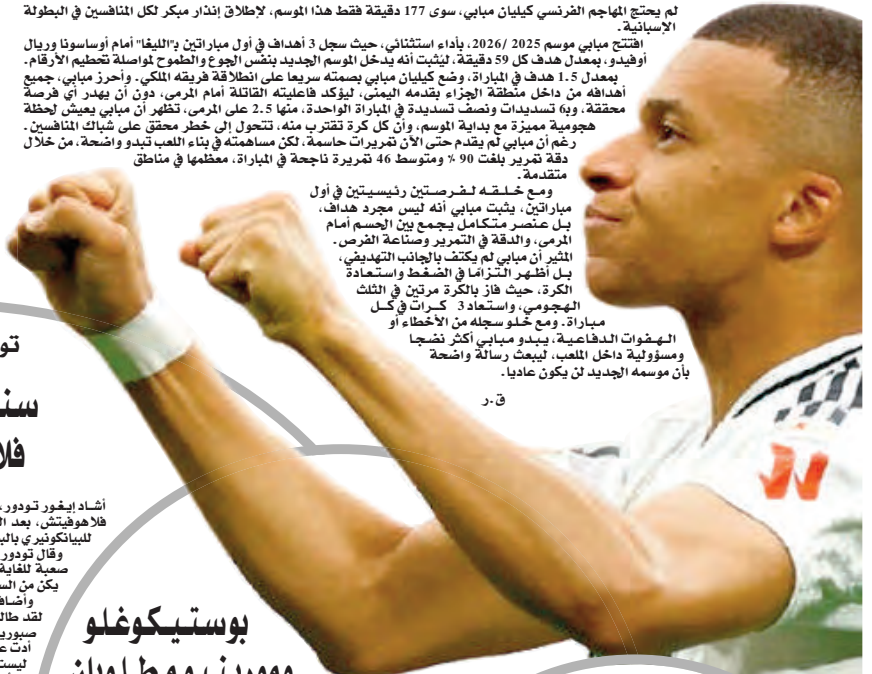 لم يحتج المهاجم الفرنسي كيليان مبابي، سوى 177 دقيقة فقط هذا الموسم، لإطلاق إنذار مبكر لكل المنافسين في البطولة
الإسبانية.
افتتح مبابي موسم 2025 /2026، بأداء استثنائي، حيث سجل 3 أهداف في أول مباراتين بـ"الليغا" أمام أوساسونا وريال
أوفيدو، بمعدل هدف كل 59 دقيقة، ليُثبت أنه يدخل الموسم الجديد بنفس الجوع والطموح لمواصلة تحطيم الأرقام.
بمعدل 1.5 هدف في المباراة، وضع كيليان مبابي بصمته سريعا على انطلاقة فريقه الملكي. وأحرز مبابي، جميع
أهدافه من داخل منطقة الجزاء بقدمه اليمنى، ليؤكد فاعليته القاتلة أمام المرمى، دون أن يهدر أي فرصة
محققة، وبـ6 تسديدات ونصف تسديدة في المباراة الواحدة، منها 2.5 على المرمى، تظهر أن مبابي يعيش لحظة
هجومية مميزة مع بداية الموسم، وأن كل كرة تقترب منه، تتحول إلى خطر محقق على شباك المنافسين.
رغم أن مبابي لم يقدم حتى الآن تمريرات حاسمة، لكن مساهمته في بناء اللعب تبدو واضحة، من خلال
دقة تمرير بلغت 90 % ومتوسط 46 تمريرة ناجحة في المباراة، معظمها في مناطق
متقدمة.
ومع خلقه لفرصتين رئيسيتين في أول
مباراتين، يثبت مبابي أنه ليس مجرد هداف،
بل عنصر متكامل يجمع بين الحسم أمام
المرمى، والدقة في التمرير وصناعة الفرص.
المثير أن مبابي لم يكتف بالجانب التهديفي،
بل أظهر التزامًا في الضغط واستعادة
الكرة، حيث فاز بالكرة مرتين في الثلث
الهجومي، واستعاد 3 كرات في كل
مباراة. ومع خلو سجله من الأخطاء أو
الهفوات الدفاعية، يبدو مبابي أكثر نضجا
ومسؤولية داخل الملعب، ليبعث رسالة واضحة
بأن موسمه الجديد لن يكون عاديا.
ق.ر
أشاد إيغور تودور،
فلاهوفيتش، بعد
للبيانكونيري
وقال تودور
صعبة للغاية
يكن من
لقد
أدت
بوستيكوغلو